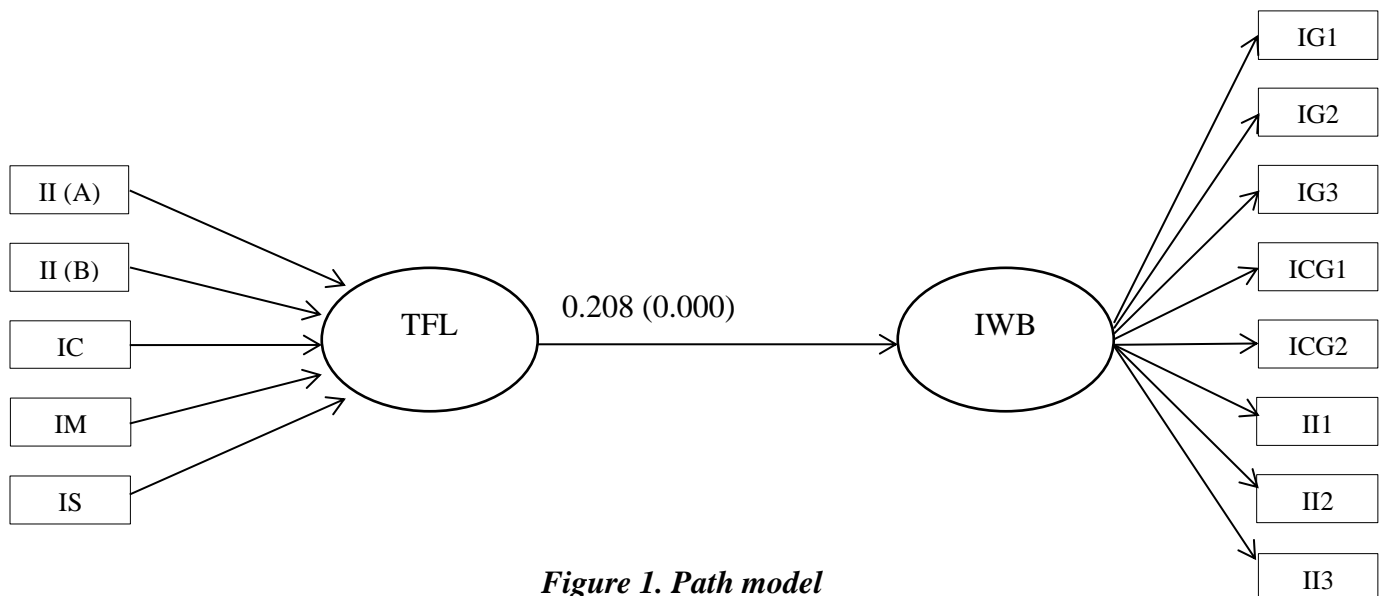 IG1
IG2
IG3
ICG1
ICG2
II1
II2
II3
II (A)
II (B)
IC
IM
IS
TFL
0.208 (0.000)
IWB
Figure 1. Path model